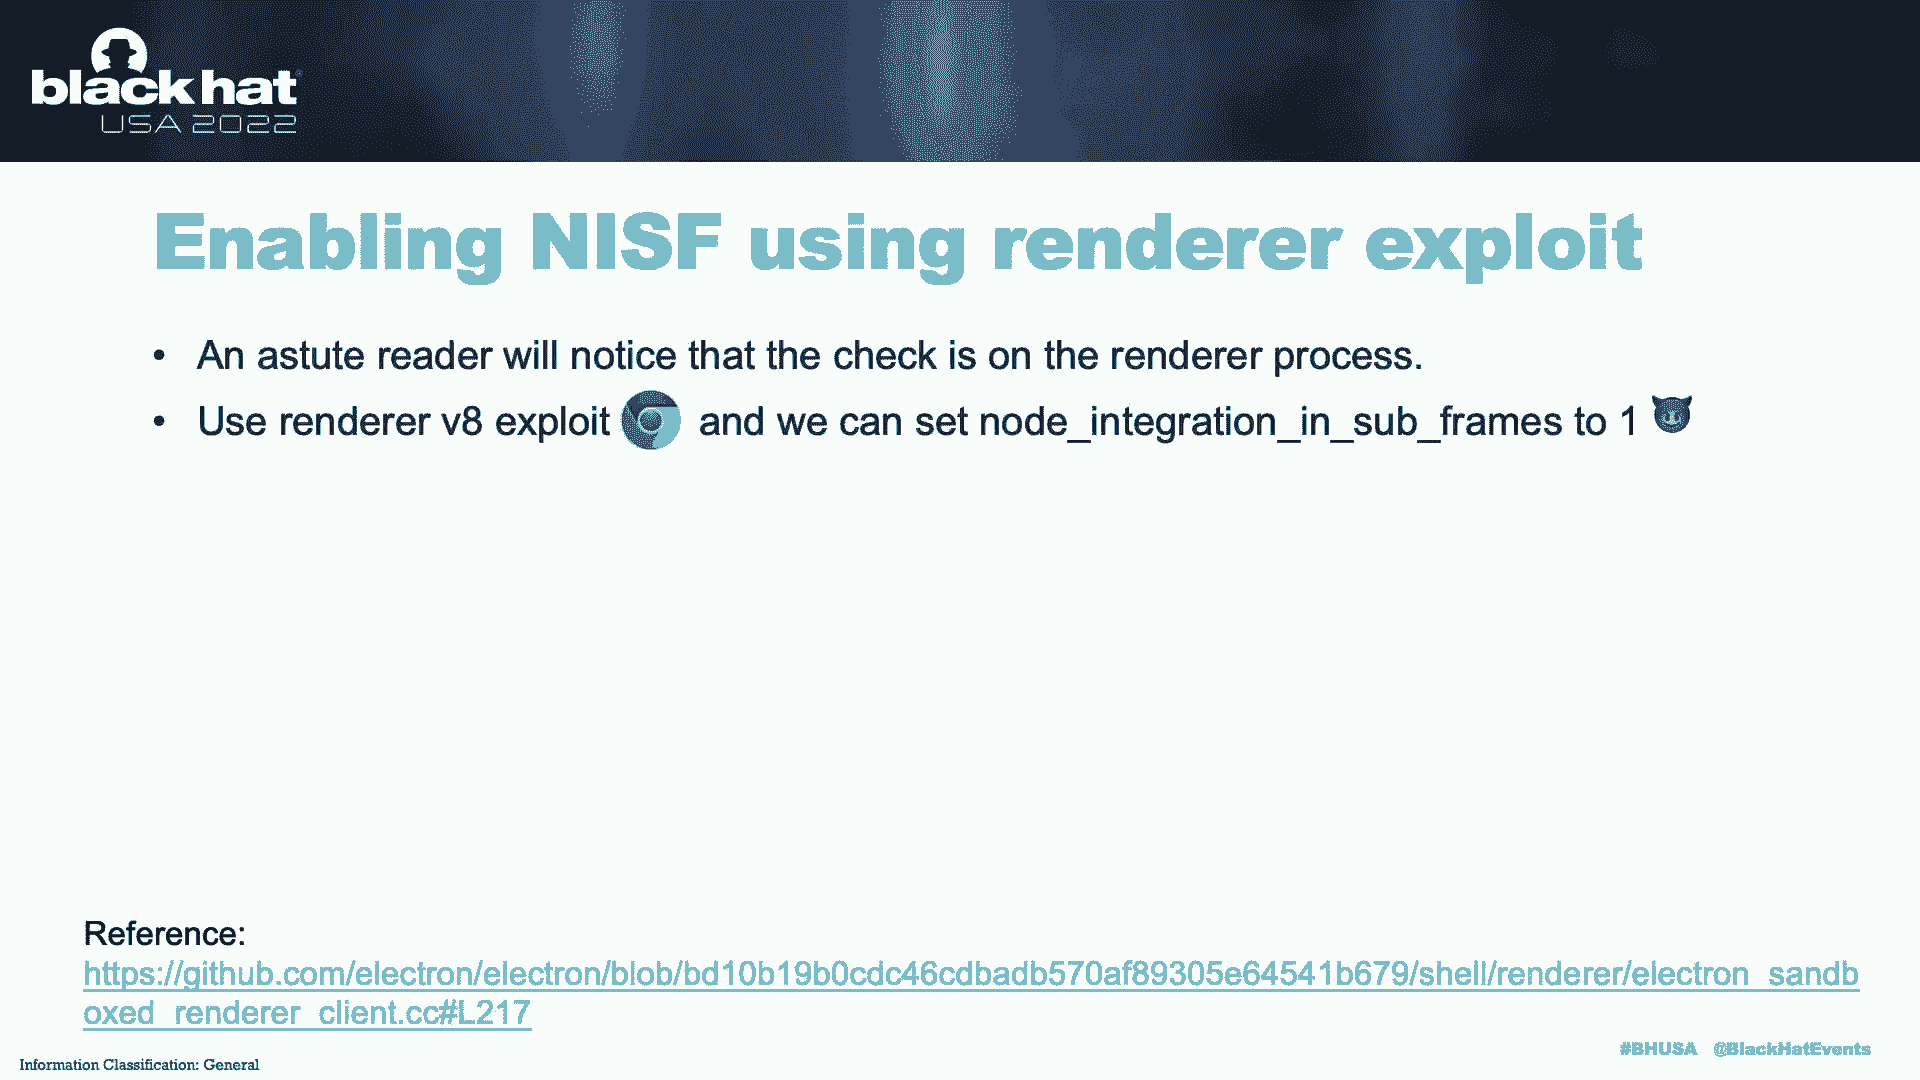 black hat
USA 2022
Enabling NISF using renderer exploit
• An astute reader will notice that the check is on the renderer process.
• Use renderer v8 exploit and we can set node_integration_in_sub_frames to 1
Reference:
https://github.com/electron/electron/blob/bd10b19b0cdc46cdbadb570af89305e64541b679/shell/renderer/electron_sandb
oxed_renderer_client.cc#L217
#BHUSA @BlackHatEvents
Information Classification: General